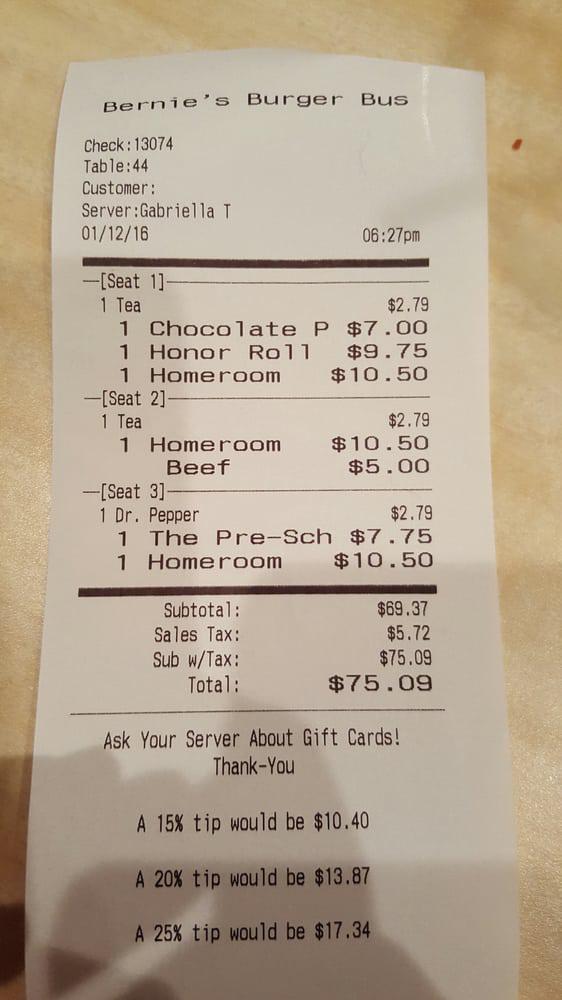 Bernie's Burger Bus
Check:13074
Table:44
Customer:
Server:Gabriella T
01/12/16 06:27pm
[Seat 1]
1 Tea $2.79
1 Chocolate P $7.00
1 Honor Roll $9.75
1 Homeroom $10.50
[Seat 2]
1 Tea $2.79
1 Homeroom $10.50
Beef $5.00
[Seat 3]
1 Dr. Pepper $2.79
1 The Pre-Sch $7.75
1 Homeroom $10.50
Subtotal: $69.37
Sales Tax: $5.72
Sub w/Tax: $75.09
Total: $75.09
Ask Your Server About Gift Cards!
Thank-You
A 15% tip would be $10.40
A 20% tip would be $13.87
A 25% tip would be $17.34